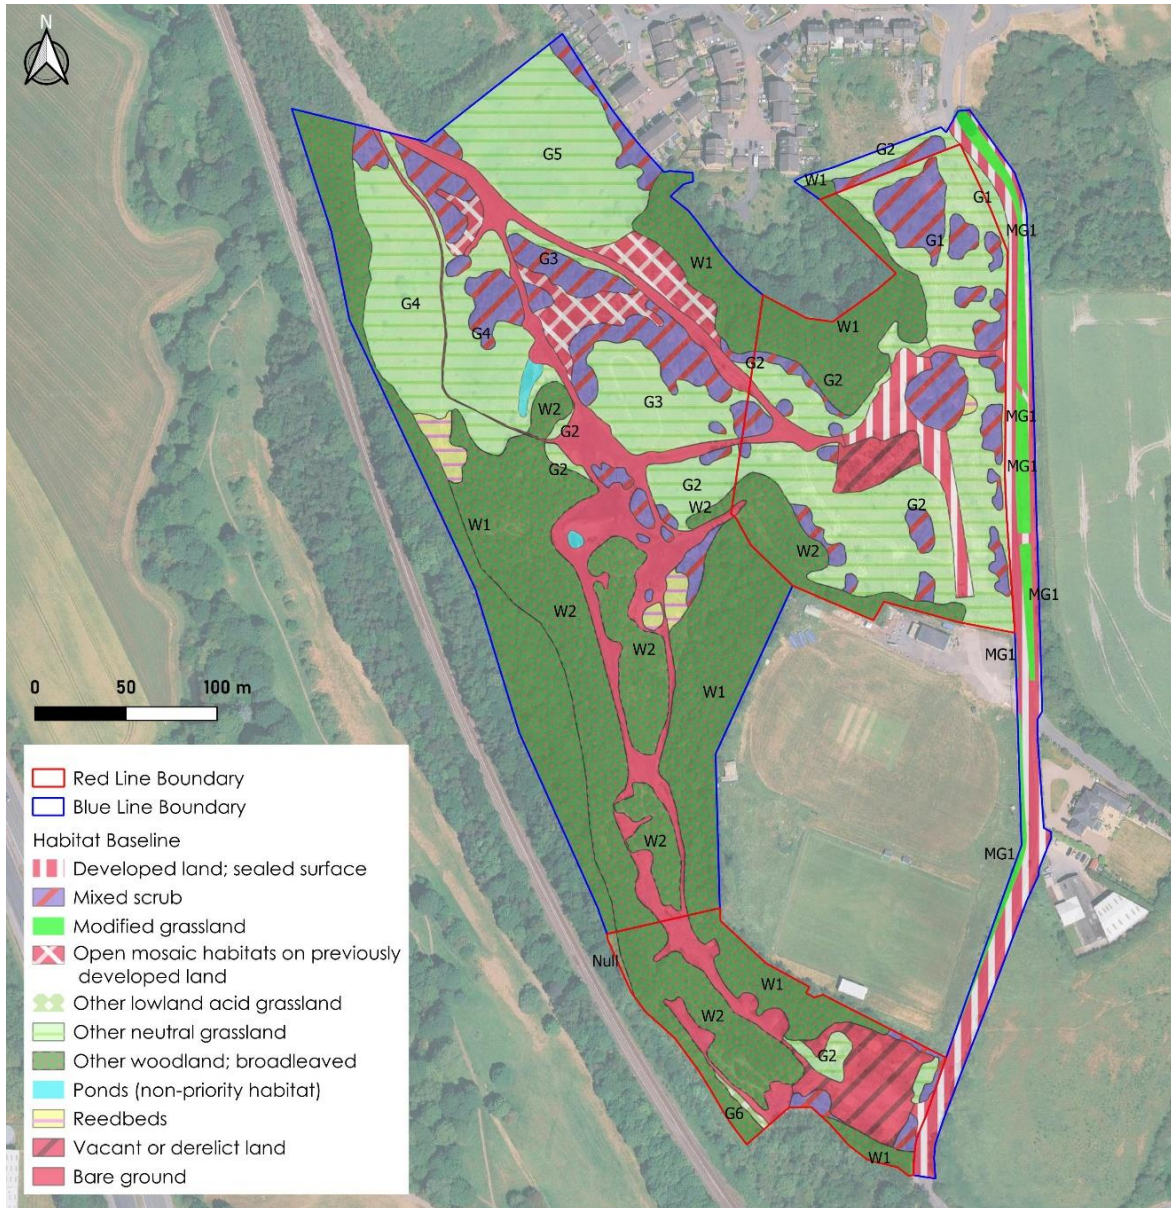 N
G5
G2
W1
G1
MG1
G1
W1
G3
G4
G4
W1
G2
G2
G3
W2
G2
G2
MG1
MG1
G2
W2
G2
W1
W2
W2
MG1
W2
MG1
W1
0 50 100 m
W2
MG1
Red Line Boundary
Blue Line Boundary
Habitat Baseline
Developed land; sealed surface
Mixed scrub
Modified grassland
Open mosaic habitats on previously
developed land
Other lowland acid grassland
Other neutral grassland
Other woodland; broadleaved
Ponds (non-priority habitat)
Reedbeds
Vacant or derelict land
Bare ground
Null
W1
W2
G2
G6
W1